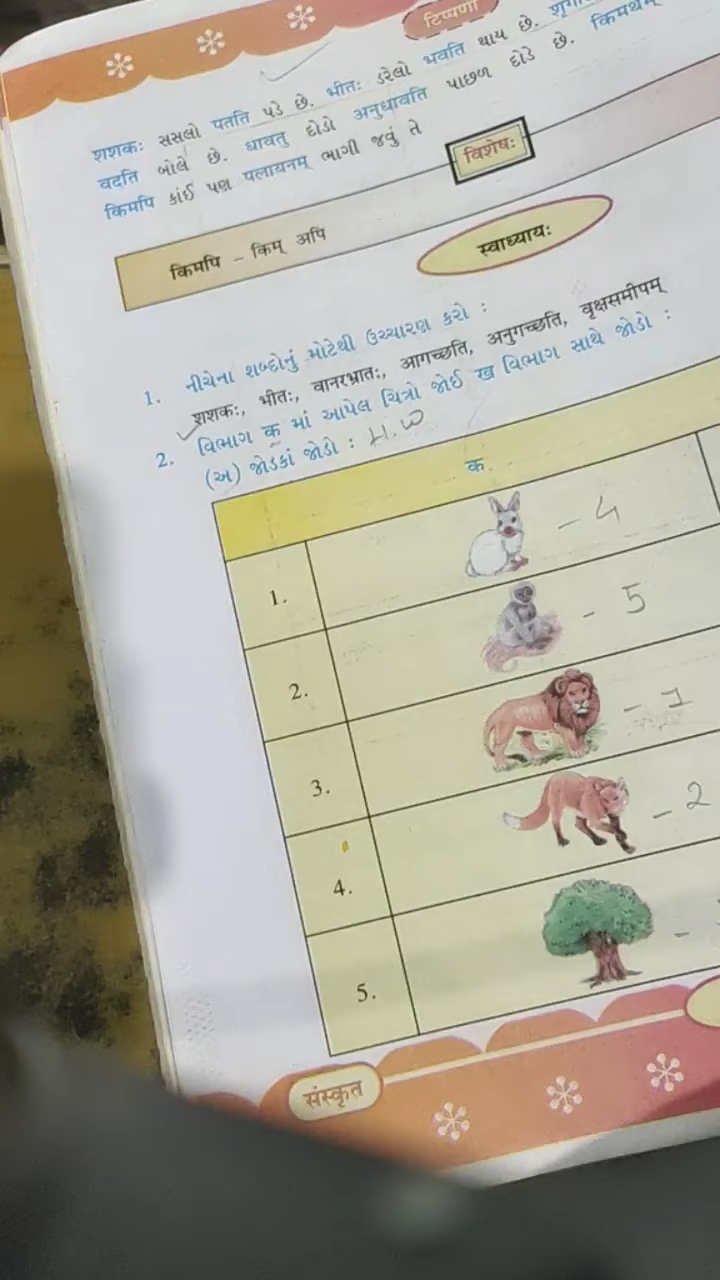 टिप्पणी
शशकः સસલો पतति પડે છે. भीतः ડરેલો भवति થાય છે.
वदति બોલે છે. धावतु દોડો अनुधावति પાછળ દોડે છે. किमर्थम्
किमपि કાંઈ પણ पलायनम् ભાગી જવું તે
विशेषः
किमपि - किम् अपि
स्वाध्यायः
1. નીચેના શબ્દોનું મોટેથી ઉચ્ચારણ કરો :
शशकः, भीतः, वानरभ्रातः, आगच्छति, अनुगच्छति, वृक्षसमीपम्
2. વિભાગ क માં આપેલ ચિત્રો જોઈ ख વિભાગ સાથે જોડો :
(અ) જોડકાં જોડો : H.W
क
1. - 4
2. - 5
3. - 1
4. - 2
5. -
संस्कृत